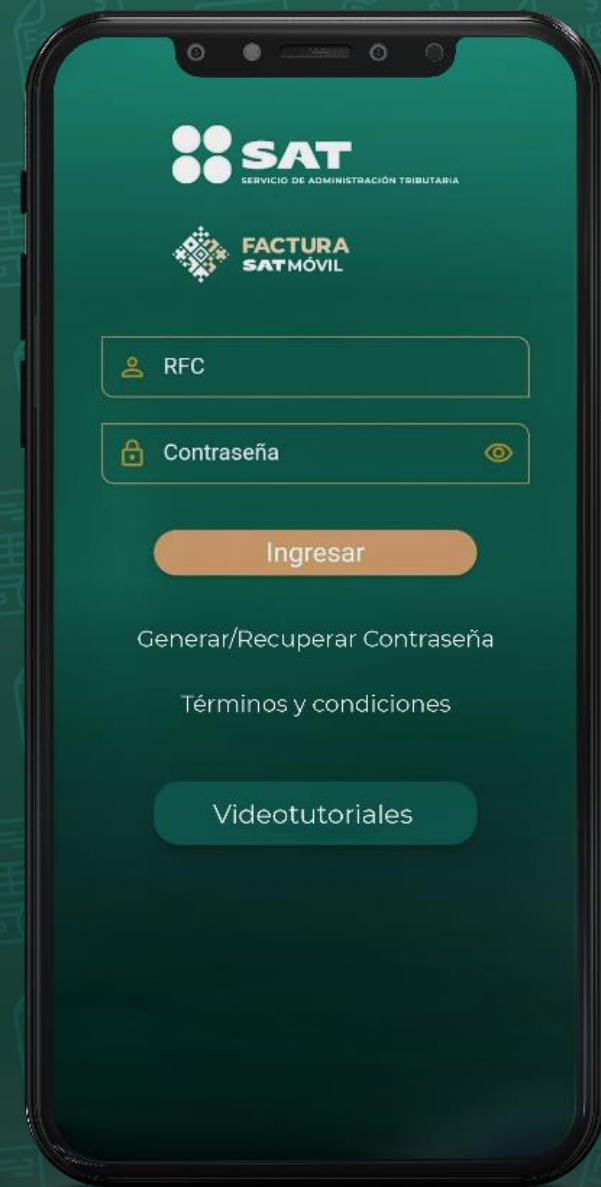 SAT
SERVICIO DE ADMINISTRACIÓN TRIBUTARIA
FACTURA
SATMÓVIL
RFC
Contraseña
Ingresar
Generar/Recuperar Contraseña
Términos y condiciones
Videotutoriales